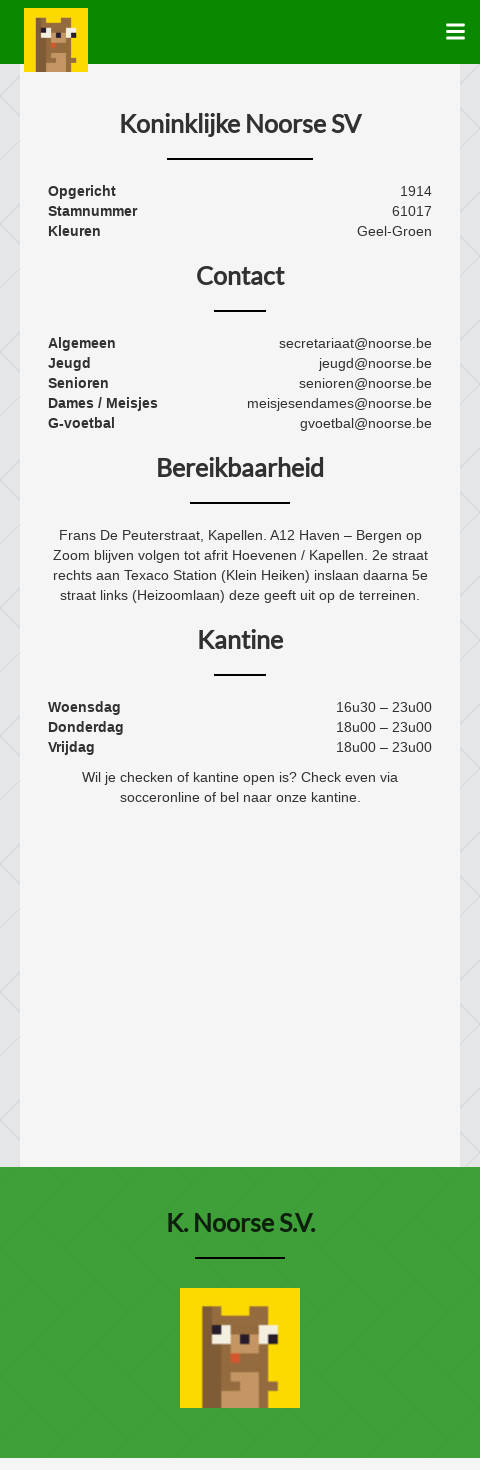 Koninklijke Noorse SV
Opgericht 1914
Stamnummer 61017
Kleuren Geel-Groen
Contact
Algemeen secretariaat@noorse.be
Jeugd jeugd@noorse.be
Senioren senioren@noorse.be
Dames / Meisjes meisjesendames@noorse.be
G-voetbal gvoetbal@noorse.be
Bereikbaarheid
Frans De Peuterstraat, Kapellen. A12 Haven – Bergen op
Zoom blijven volgen tot afrit Hoevenen / Kapellen. 2e straat
rechts aan Texaco Station (Klein Heiken) inslaan daarna 5e
straat links (Heizoomlaan) deze geeft uit op de terreinen.
Kantine
Woensdag 16u30 – 23u00
Donderdag 18u00 – 23u00
Vrijdag 18u00 – 23u00
Wil je checken of kantine open is? Check even via
socceronline of bel naar onze kantine.
K. Noorse S.V.